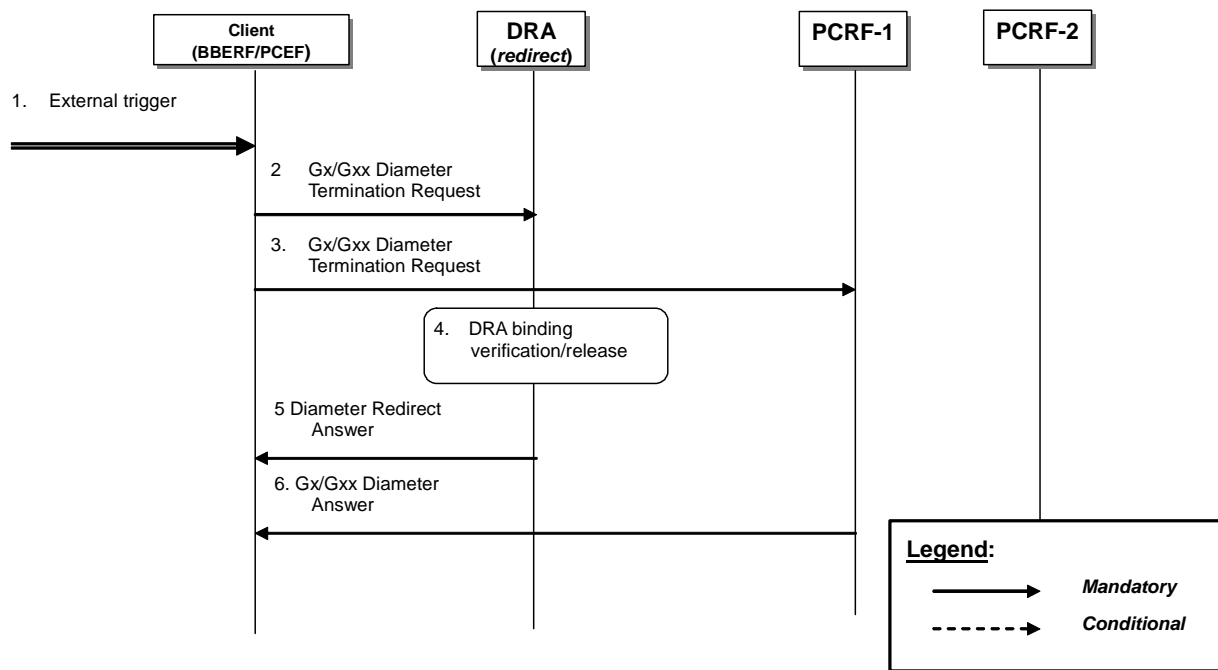 Client
(BBERF/PCEF)
DRA
(redirect)
PCRF-1
PCRF-2
1. External trigger
2 Gx/Gxx Diameter
Termination Request
3. Gx/Gxx Diameter
Termination Request
4. DRA binding
verification/release
5 Diameter Redirect
Answer
6. Gx/Gxx Diameter
Answer
Legend:
Mandatory
Conditional